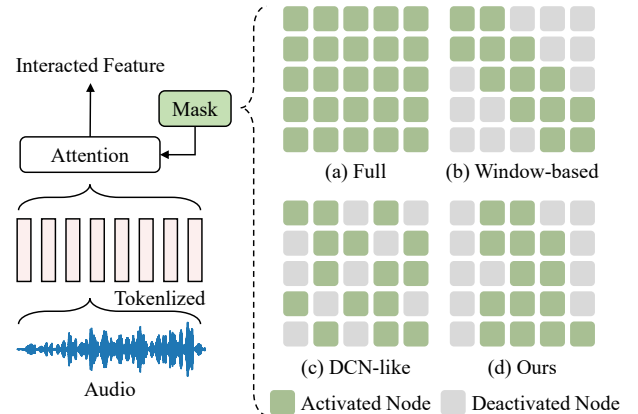 Interacted Feature
Mask
Attention
Tokenlized
Audio
(a) Full
(b) Window-based
(c) DCN-like
(d) Ours
Activated Node
Deactivated Node